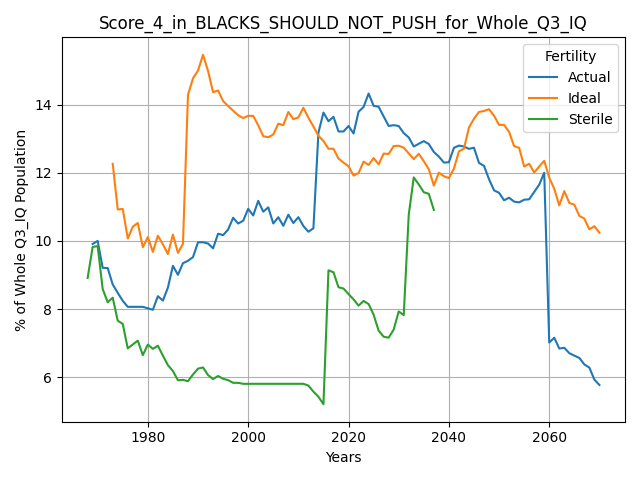 Score_4_in_BLACKS_SHOULD_NOT_PUSH_for_Whole_Q3_IQ
Fertility
Actual
Ideal
Sterile
% of Whole Q3_IQ Population
14
12
10
8
6
1980
2000
2020
2040
2060
Years